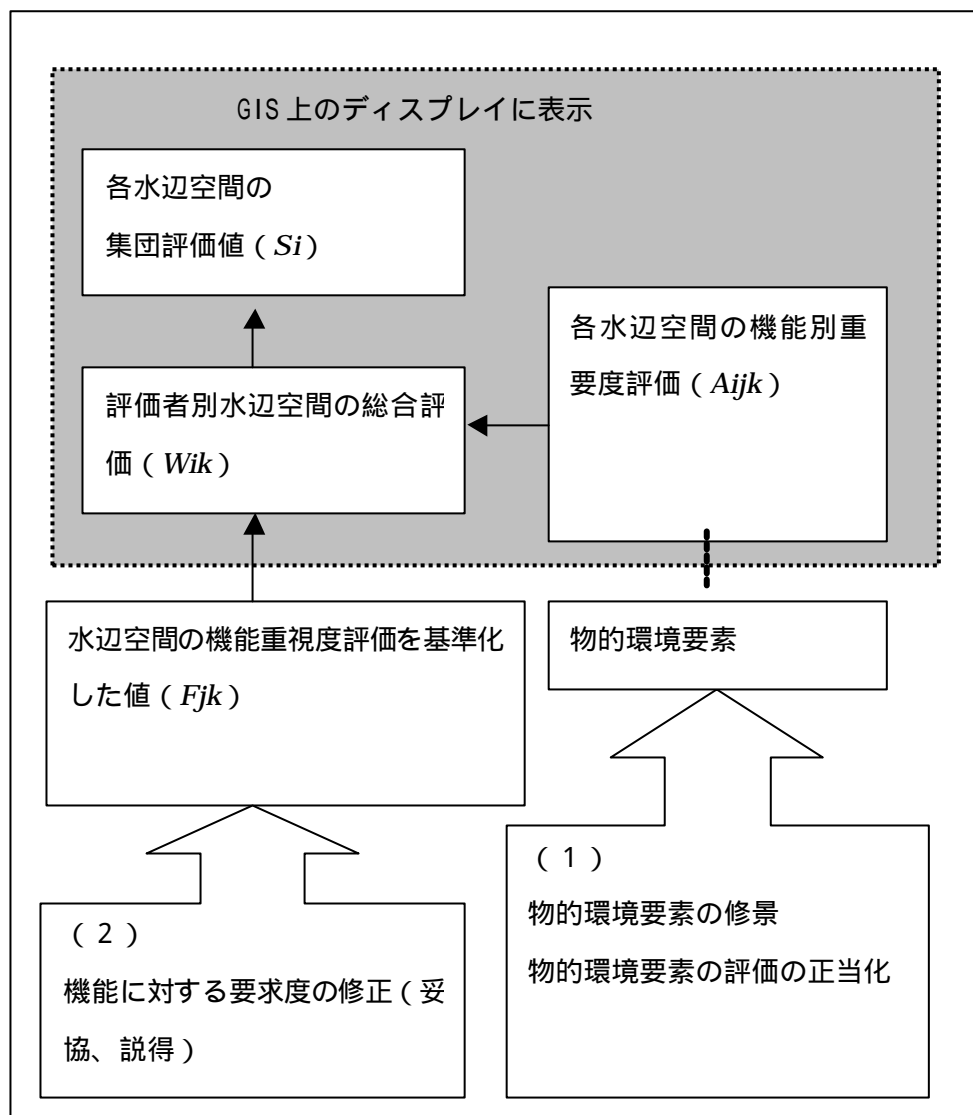 GIS上のディスプレイに表示
各水辺空間の
集団評価値(Si)
各水辺空間の機能別重
要度評価(Aijk)
評価者別水辺空間の総合評
価(Wik)
水辺空間の機能重視度評価を基準化
した値(Fjk)
物的環境要素
(1)
物的環境要素の修景
物的環境要素の評価の正当化
(2)
機能に対する要求度の修正(妥
協、説得)